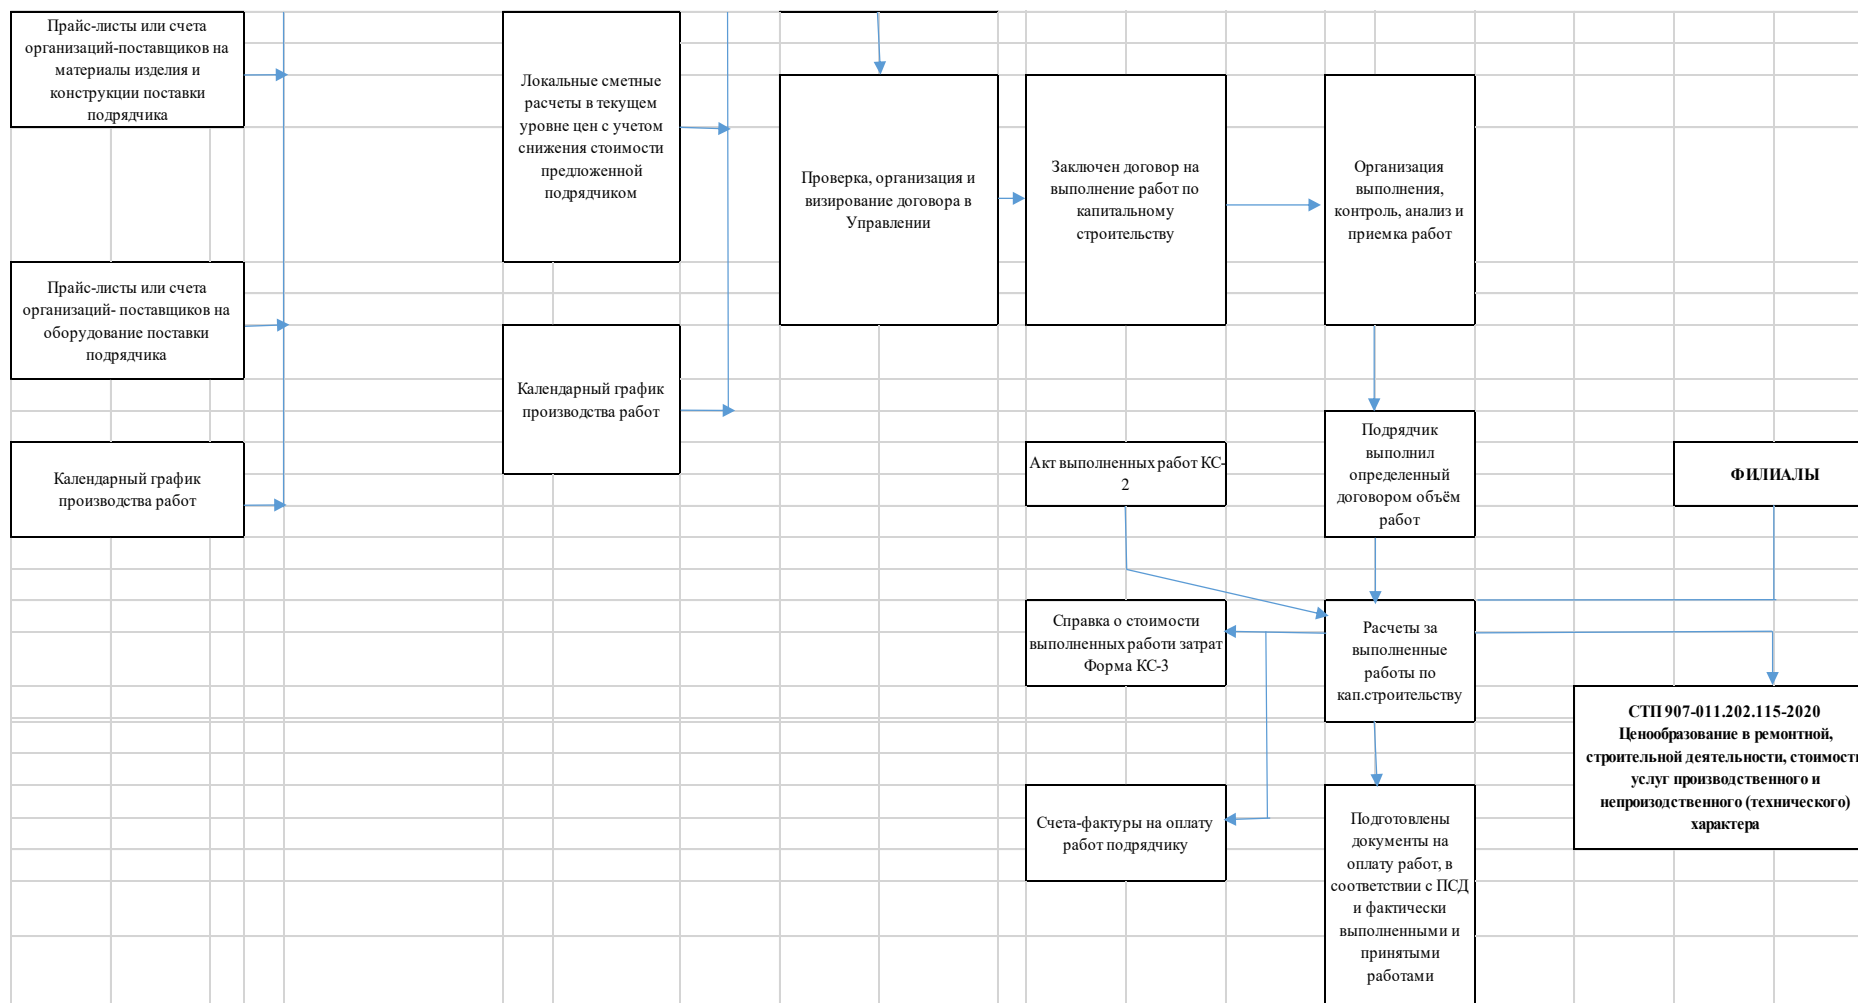 Прайс-листы или счета
организаций-поставщиков на
материалы изделия и
конструкции поставки
подрядчика
Локальные сметные
расчеты в текущем
уровне цен с учетом
снижения стоимости
предложенной
подрядчиком
Проверка, организация и
визирование договора в
Управлении
Заключен договор на
выполнение работ по
капитальному
строительству
Организация
выполнения,
контроль, анализ и
приемка работ
Прайс-листы или счета
организаций- поставщиков на
оборудование поставки
подрядчика
Календарный график
производства работ
Календарный график
производства работ
Акт выполненных работ КС-
2
Подрядчик
выполнил
определенный
договором объём
работ
ФИЛИАЛЫ
Справка о стоимости
выполненных работи затрат
Форма КС-3
Расчеты за
выполненные
работы по
кап.строительству
СТП 907-011.202.115-2020
Ценообразование в ремонтной,
строительной деятельности, стоимость
услуг производственного и
непроизодственного (технического)
характера
Счета-фактуры на оплату
работ подрядчику
Подготовлены
документы на
оплату работ, в
соответствии с ПСД
и фактически
выполненными и
принятыми
работами